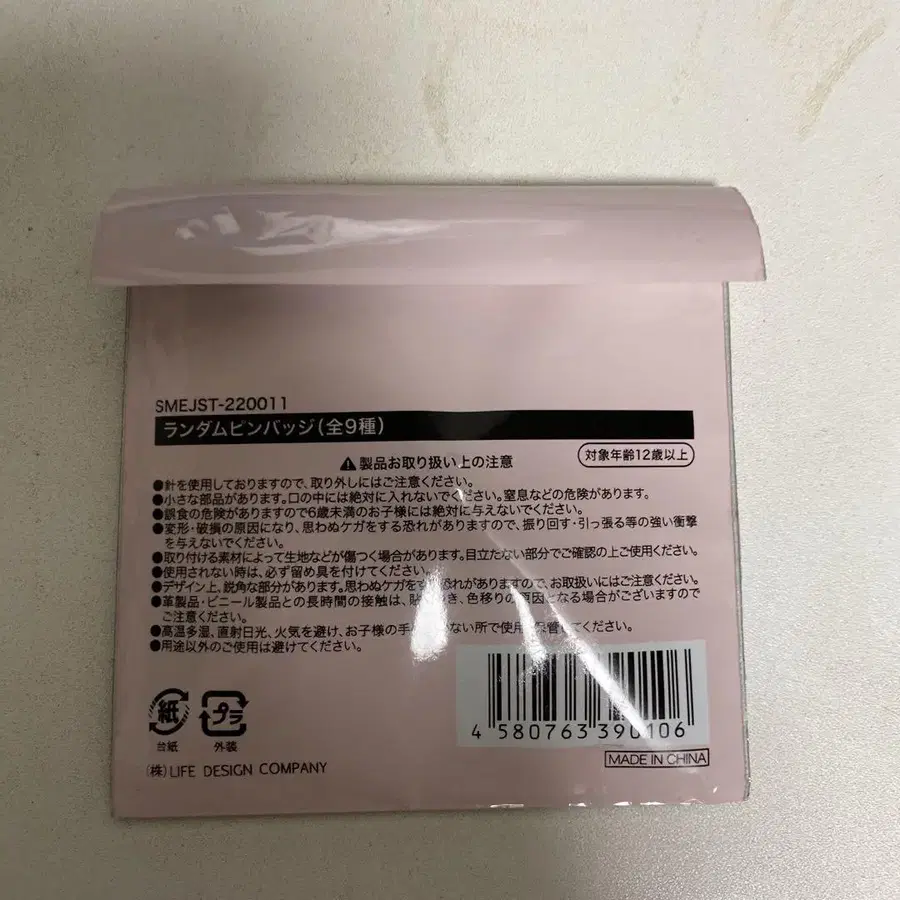 SMEJST-220011
ランダムピンバッジ(全9種)
⚠製品お取り扱い上の注意
対象年齢12歳以上
●針を使用しておりますので、取り外しにはご注意ください。
●小さな部品があります。口の中には絶対に入れないでください。窒息などの危険があります。
●誤食の危険がありますので6歳未満のお子様には絶対に与えないでください。
●変形・破損の原因になり、思わぬケガをする恐れがありますので、振り回す・引っ張る等の強い衝撃
を与えないでください。
●取り付ける素材によって生地などが傷つく場合があります。目立たない部分でご確認の上ご使用ください。
●使用されない時は、必ず留め具を付けてください。
●デザイン上、鋭角な部分があります。思わぬケガをする恐れがありますので、お取扱いにはご注意ください。
●革製品・ビニール製品との長時間の接触は、貼 き、色移りの原因となる場合がございますので
ご注意ください。
●高温多湿、直射日光、火気を避け、お子様の手 ない所で使用 保管してください。
●用途以外のご使用は避けてください。
紙
プラ
台紙
外装
4 580763 390106
(株)LIFE DESIGN COMPANY
MADE IN CHINA